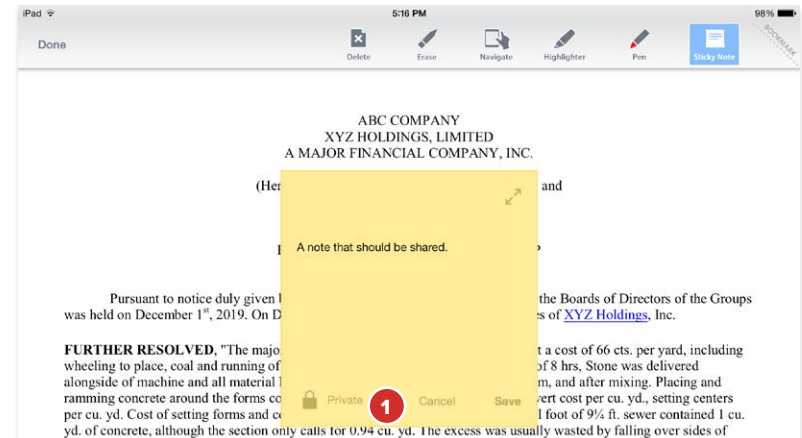 iPad 5:16 PM 98%
Done Delete Erase Navigate Highlighter Pen Sticky Note BOOKMARK
ABC COMPANY
XYZ HOLDINGS, LIMITED
A MAJOR FINANCIAL COMPANY, INC.
(Her and
A note that should be shared.
Pursuant to notice duly given the Boards of Directors of the Groups
was held on December 1st, 2019. On D s of XYZ Holdings, Inc.
FURTHER RESOLVED, "The majo t a cost of 66 cts. per yard, including
wheeling to place, coal and running of of 8 hrs, Stone was delivered
alongside of machine and all material m, and after mixing. Placing and
ramming concrete around the forms co vert cost per cu. yd., setting centers
Private 1 Cancel Save
per cu. yd. Cost of setting forms and c l foot of 9¼ ft. sewer contained 1 cu.
yd. of concrete, although the section only calls for 0.94 cu. yd. The excess was usually wasted by falling over sides of